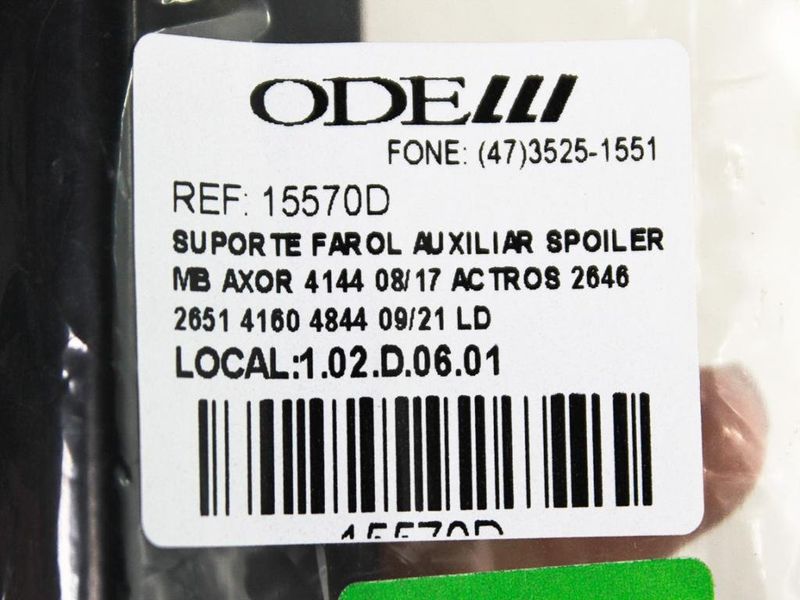 ODE
FONE: (47)3525-1551
REF: 15570D
SUPORTE FAROL AUXILIAR SPOILER
MB AXOR 4144 08/17 ACTROS 2646
2651 4160 4844 09/21 LD
LOCAL:1.02.D.06.01
15570D